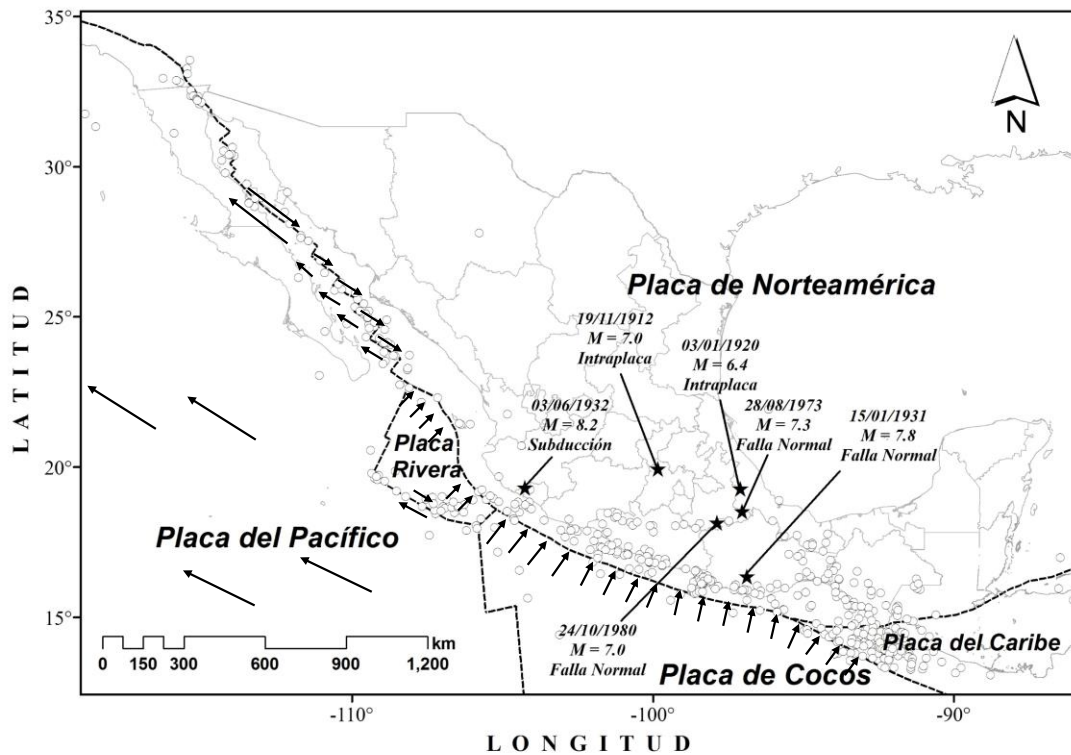 35°
30°
25°
20°
15°
LATITUD
N
Placa de Norteamérica
19/11/1912
M = 7.0
Intraplaca
03/01/1920
M = 6.4
Intraplaca
03/06/1932
M = 8.2
Subducción
28/08/1973
M = 7.3
Falla Normal
15/01/1931
M = 7.8
Falla Normal
Placa
Rivera
Placa del Pacífico
24/10/1980
M = 7.0
Falla Normal
Placa del Caribe
Placa de Cocos
km
0 150 300 600 900 1,200
-110° -100° -90°
LONGITUD